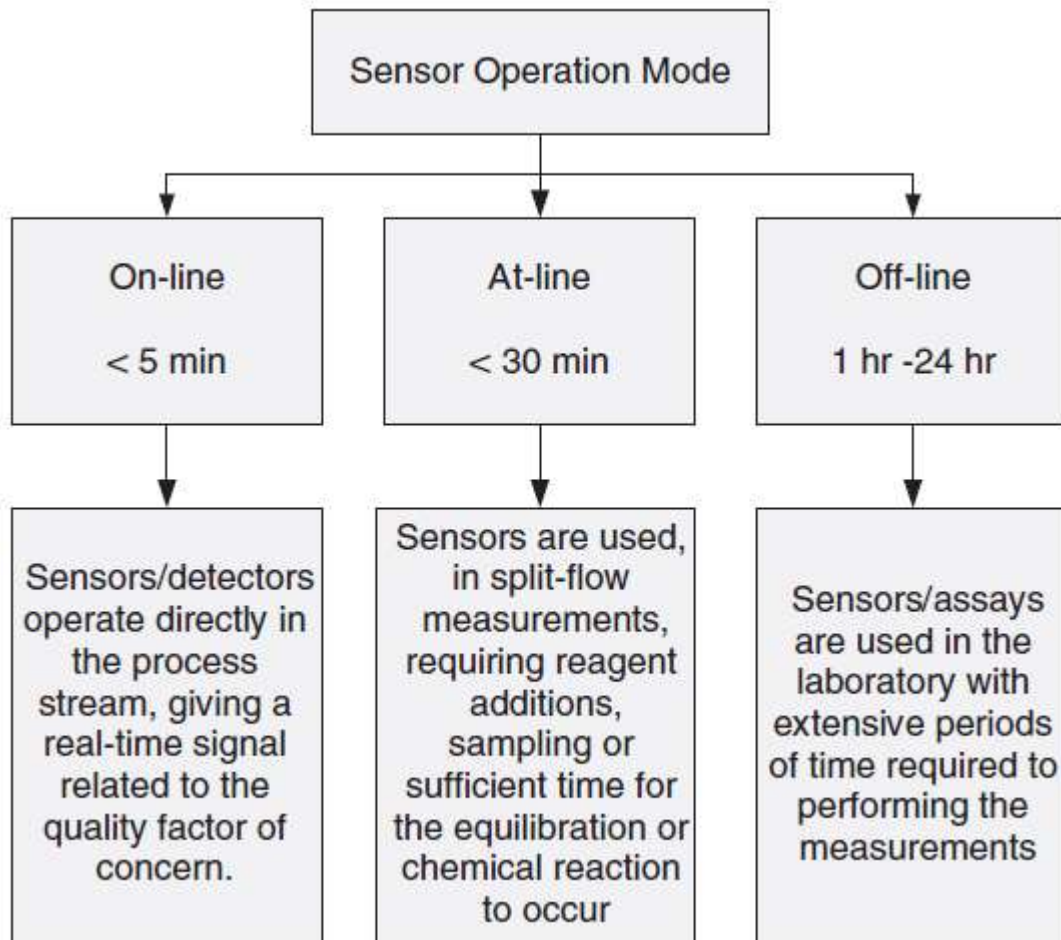 Sensor Operation Mode
On-line
< 5 min
At-line
< 30 min
Off-line
1 hr -24 hr
Sensors/detectors
operate directly in
the process
stream, giving a
real-time signal
related to the
quality factor of
concern.
Sensors are used,
in split-flow
measurements,
requiring reagent
additions,
sampling or
sufficient time for
the equilibration or
chemical reaction
to occur
Sensors/assays
are used in the
laboratory with
extensive periods
of time required to
performing the
measurements